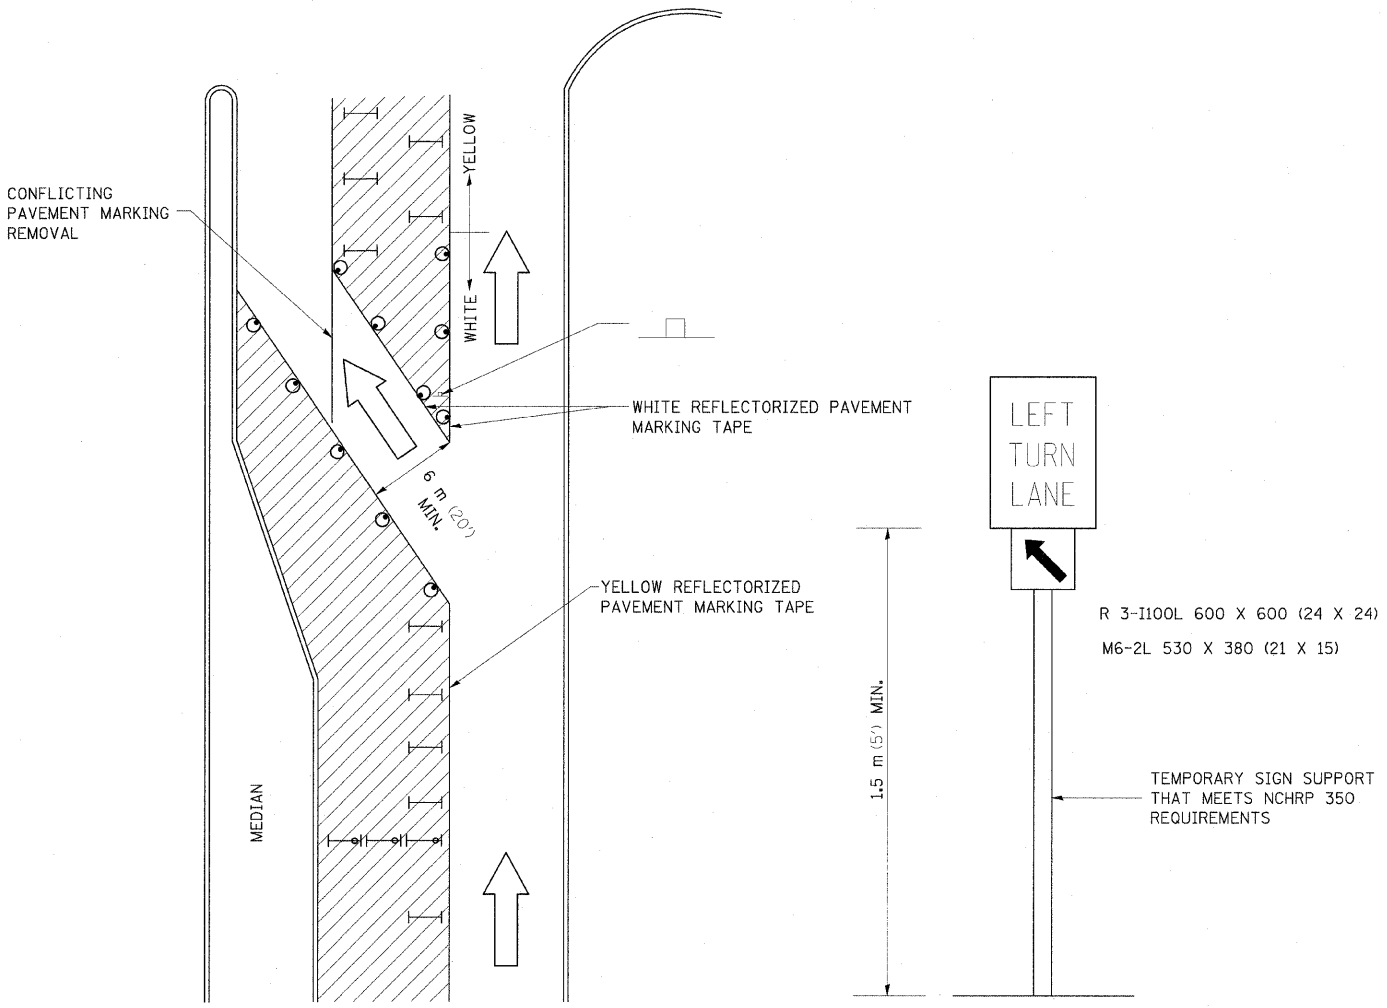 CONFLICTING
PAVEMENT MARKING
REMOVAL
YELLOW
WHITE
WHITE REFLECTORIZED PAVEMENT
MARKING TAPE
6 m (20')
MIN.
YELLOW REFLECTORIZED
PAVEMENT MARKING TAPE
MEDIAN
LEFT
TURN
LANE
R 3-I100L 600 X 600 (24 X 24)
M6-2L 530 X 380 (21 X 15)
1.5 m (5') MIN.
TEMPORARY SIGN SUPPORT
THAT MEETS NCHRP 350
REQUIREMENTS